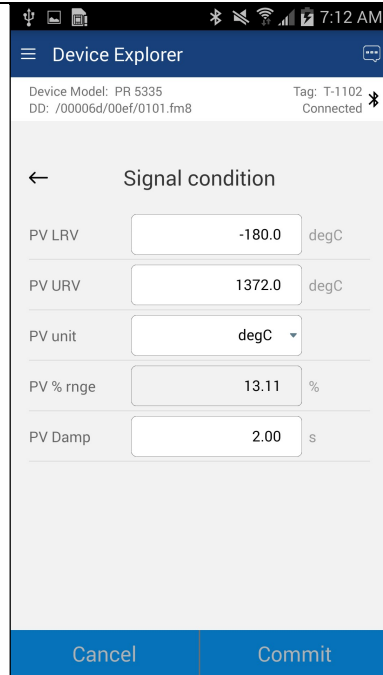 7:12 AM
Device Explorer
Device Model: PR 5335 Tag: T-1102
DD: /00006d/00ef/0101.fm8 Connected
Signal condition
PV LRV -180.0 degC
PV URV 1372.0 degC
PV unit degC
PV % rnge 13.11 %
PV Damp 2.00 s
Cancel Commit